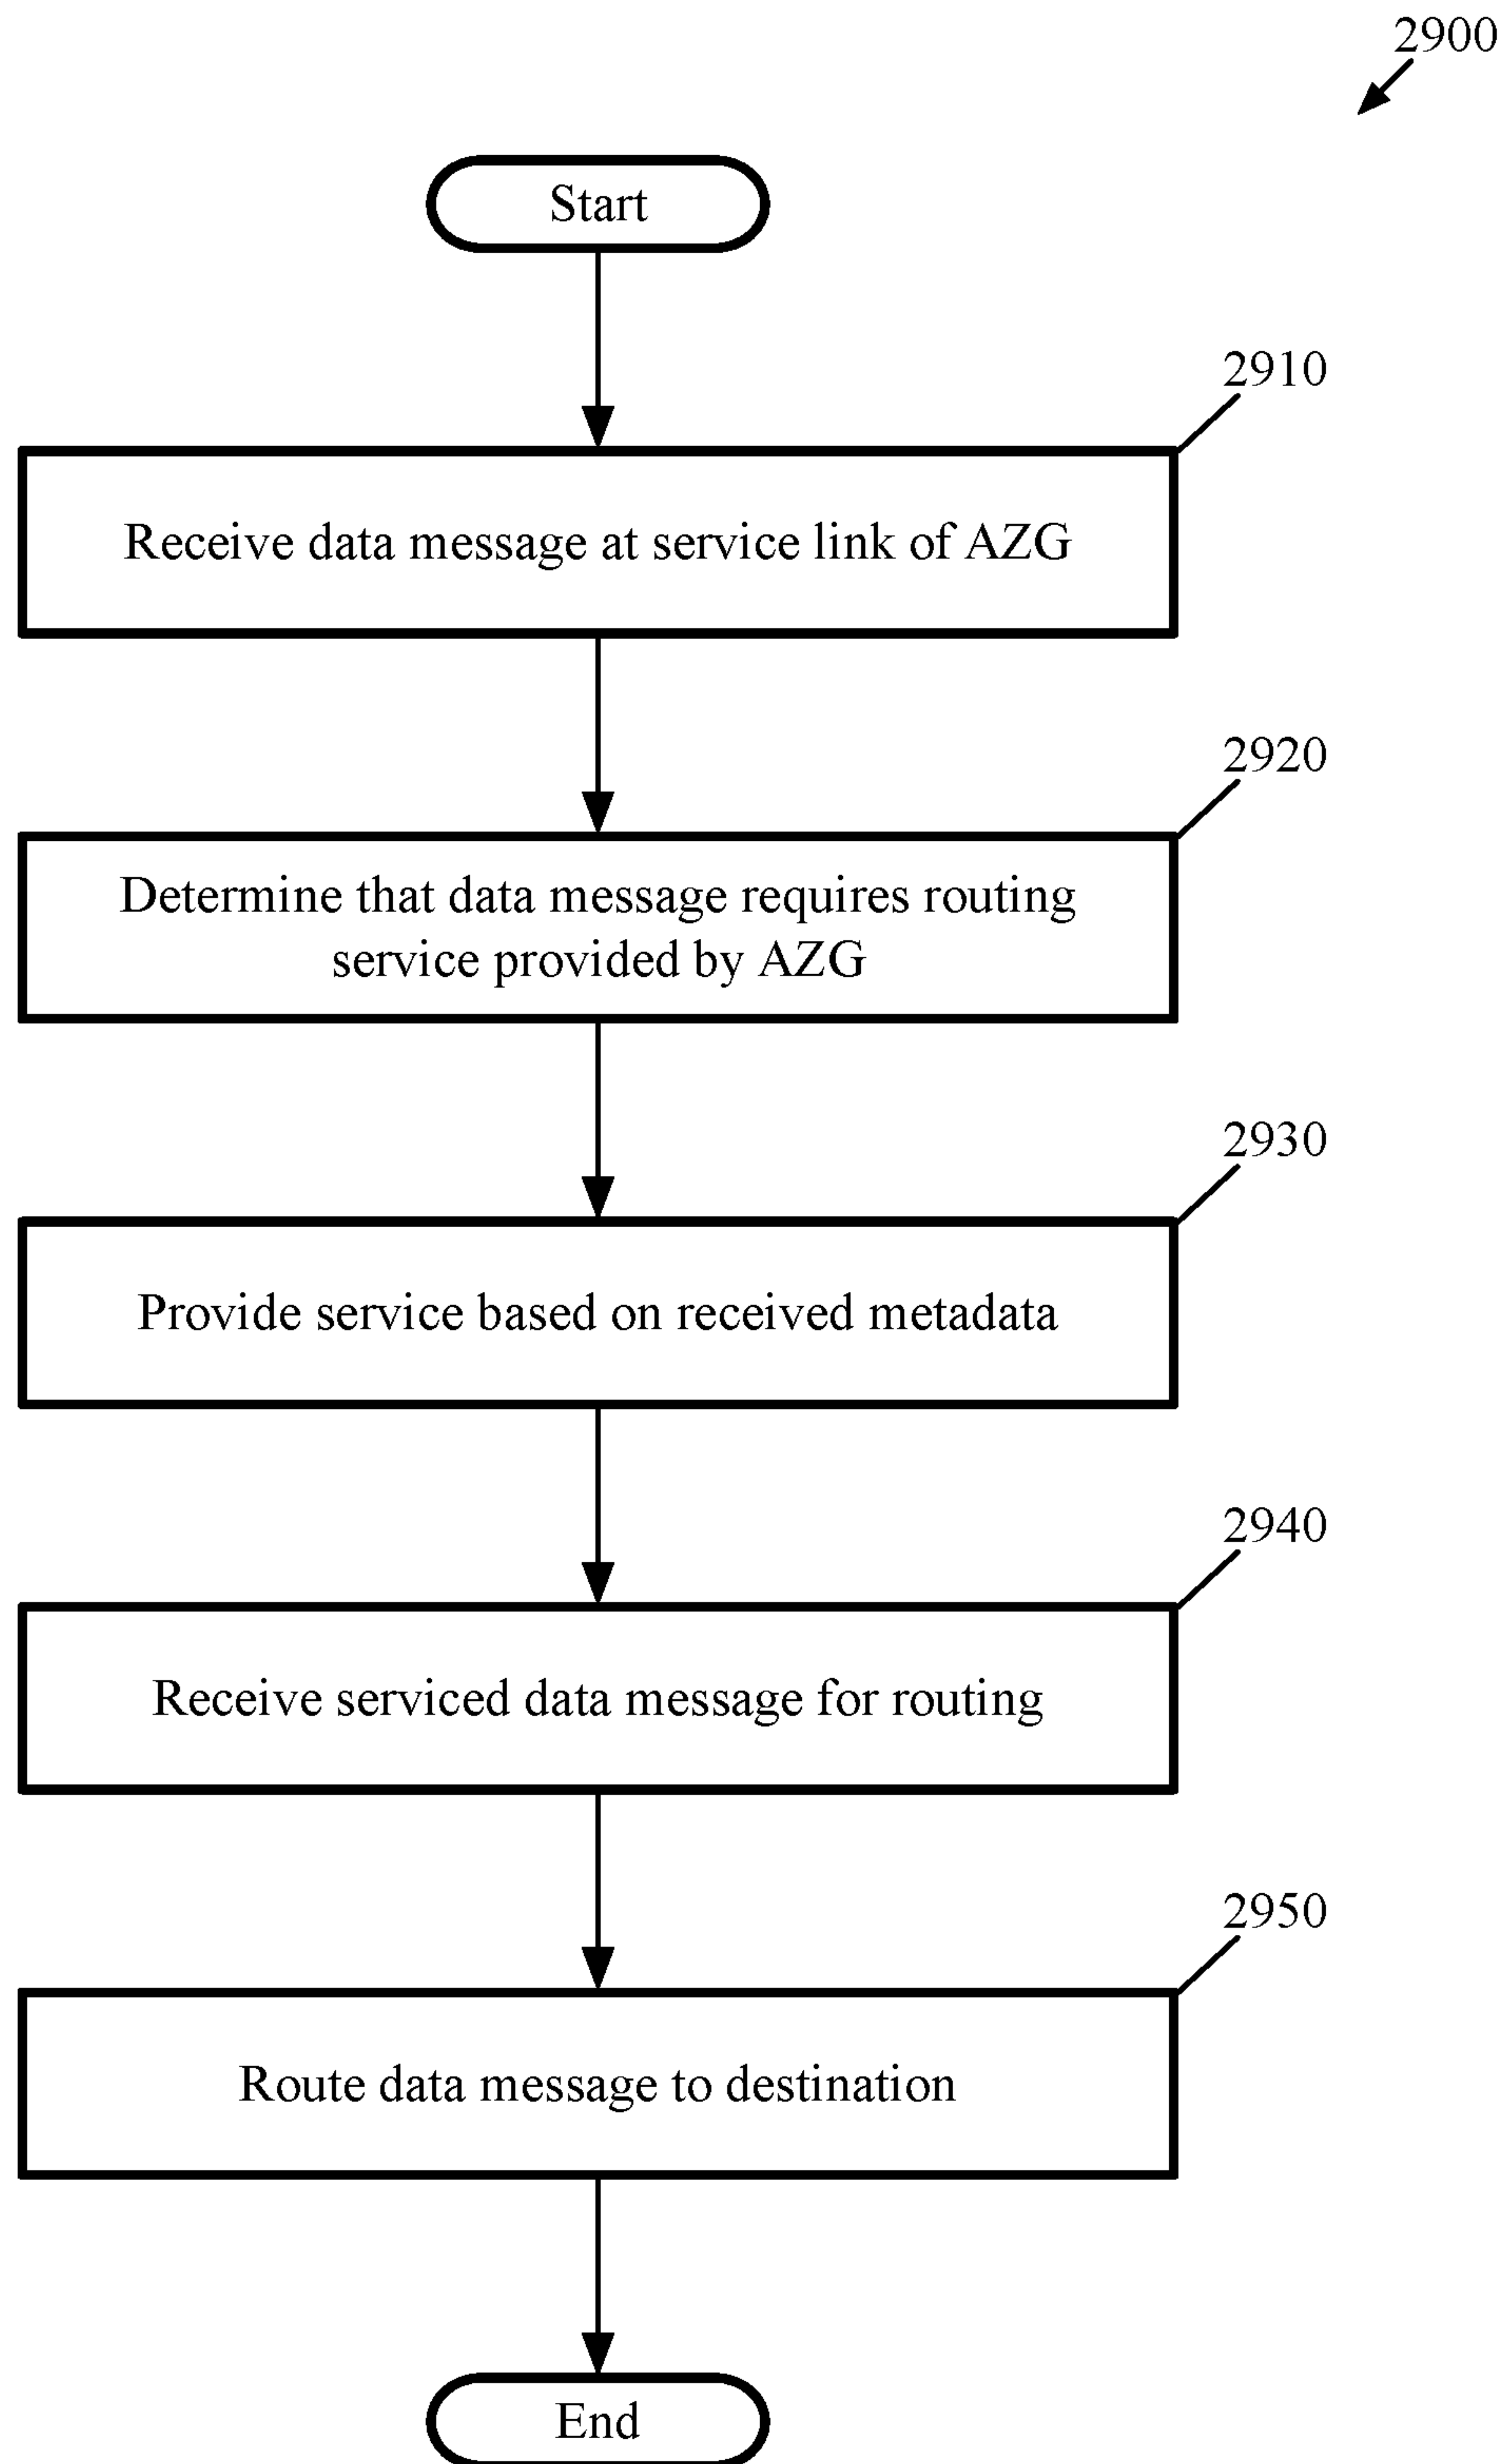 2900
Start
2910
Receive data message at service link of AZG
2920
Determine that data message requires routing
service provided by AZG
2930
Provide service based on received metadata
2940
Receive serviced data message for routing
2950
Route data message to destination
End